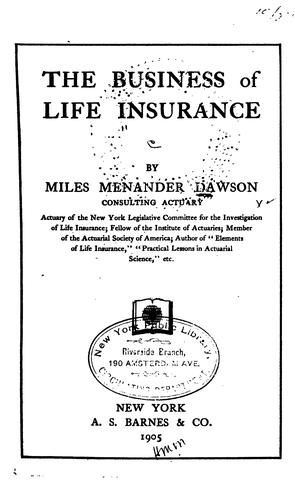 THE BUSINESS of
LIFE INSURANCE
BY
MILES MENANDER DAWSON
CONSULTING ACTUARY
Actuary of the New York Legislative Committee for the Investigation
of Life Insurance; Fellow of the Institute of Actuaries; Member
of the Actuarial Society of America; Author of "Elements
of Life Insurance," "Practical Lessons in Actuarial
Science," etc.
New York Public Library,
Riverside Branch,
190 AMSTERDAM AVE.
CIRCULATING DEPARTMENT
NEW YORK
A. S. BARNES & CO.
1905